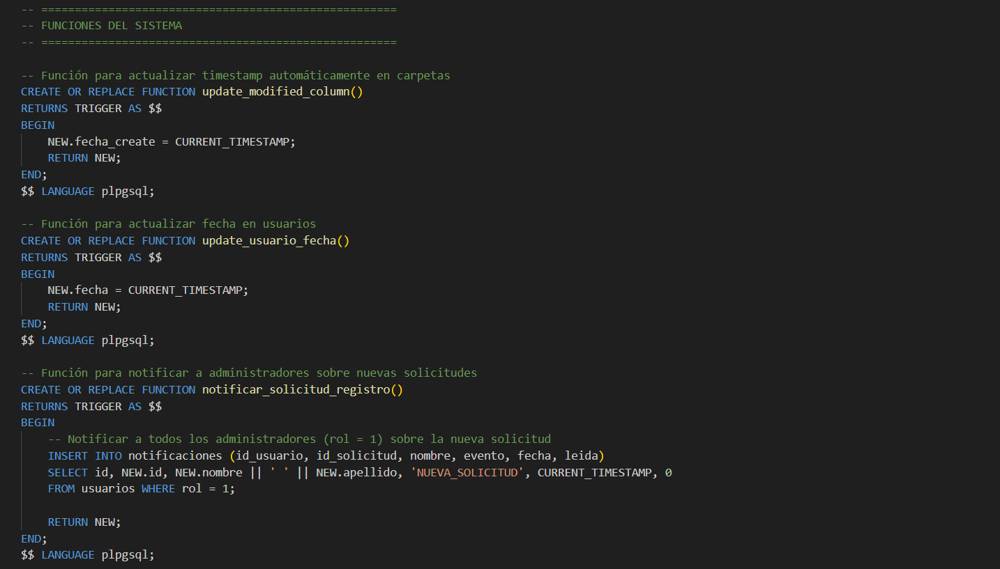 -- =====================================================
-- FUNCIONES DEL SISTEMA
-- =====================================================
-- Función para actualizar timestamp automáticamente en carpetas
CREATE OR REPLACE FUNCTION update_modified_column()
RETURNS TRIGGER AS $$
BEGIN
    NEW.fecha_create = CURRENT_TIMESTAMP;
    RETURN NEW;
END;
$$ LANGUAGE plpgsql;
-- Función para actualizar fecha en usuarios
CREATE OR REPLACE FUNCTION update_usuario_fecha()
RETURNS TRIGGER AS $$
BEGIN
    NEW.fecha = CURRENT_TIMESTAMP;
    RETURN NEW;
END;
$$ LANGUAGE plpgsql;
-- Función para notificar a administradores sobre nuevas solicitudes
CREATE OR REPLACE FUNCTION notificar_solicitud_registro()
RETURNS TRIGGER AS $$
BEGIN
    -- Notificar a todos los administradores (rol = 1) sobre la nueva solicitud
    INSERT INTO notificaciones (id_usuario, id_solicitud, nombre, evento, fecha, leida)
    SELECT id, NEW.id, NEW.nombre || ' ' || NEW.apellido, 'NUEVA_SOLICITUD', CURRENT_TIMESTAMP, 0
    FROM usuarios WHERE rol = 1;
    RETURN NEW;
END;
$$ LANGUAGE plpgsql;